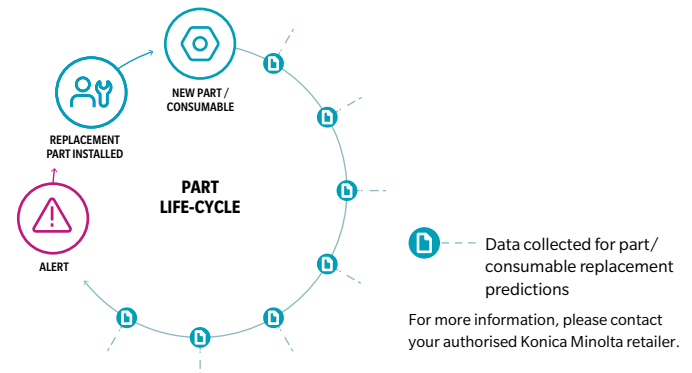 NEW PART /
CONSUMABLE
REPLACEMENT
PART INSTALLED
PART
LIFE-CYCLE
ALERT
Data collected for part/
consumable replacement
predictions
For more information, please contact
your authorised Konica Minolta retailer.